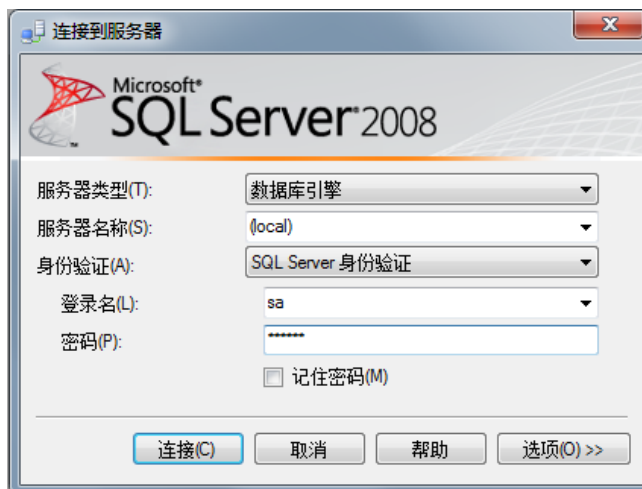 连接到服务器
Microsoft®
SQL Server® 2008
服务器类型(T): 数据库引擎
服务器名称(S): (local)
身份验证(A): SQL Server 身份验证
登录名(L): sa
密码(P): ******
记住密码(M)
连接(C) 取消 帮助 选项(O) >>